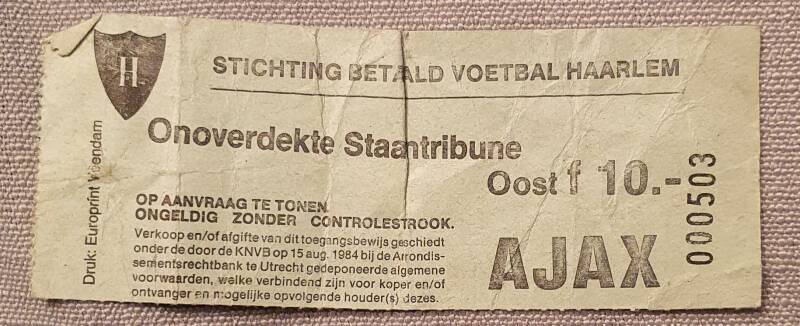 H
STICHTING BETAALD VOETBAL HAARLEM
Onoverdekte Staantribune
Oost f 10.-
000503
OP AANVRAAG TE TONEN
ONGELDIG ZONDER CONTROLESTROOK.
Verkoop en/of afgifte van dit toegangsbewijs geschiedt
onder de door de KNVB op 15 aug. 1984 bij de Arrondis-
sementsrechtbank te Utrecht gedeponeerde algemene
voorwaarden, welke verbindend zijn voor koper en/of
ontvanger en mogelijke opvolgende houder(s) dezes.
AJAX
Druk: Europrint Veendam